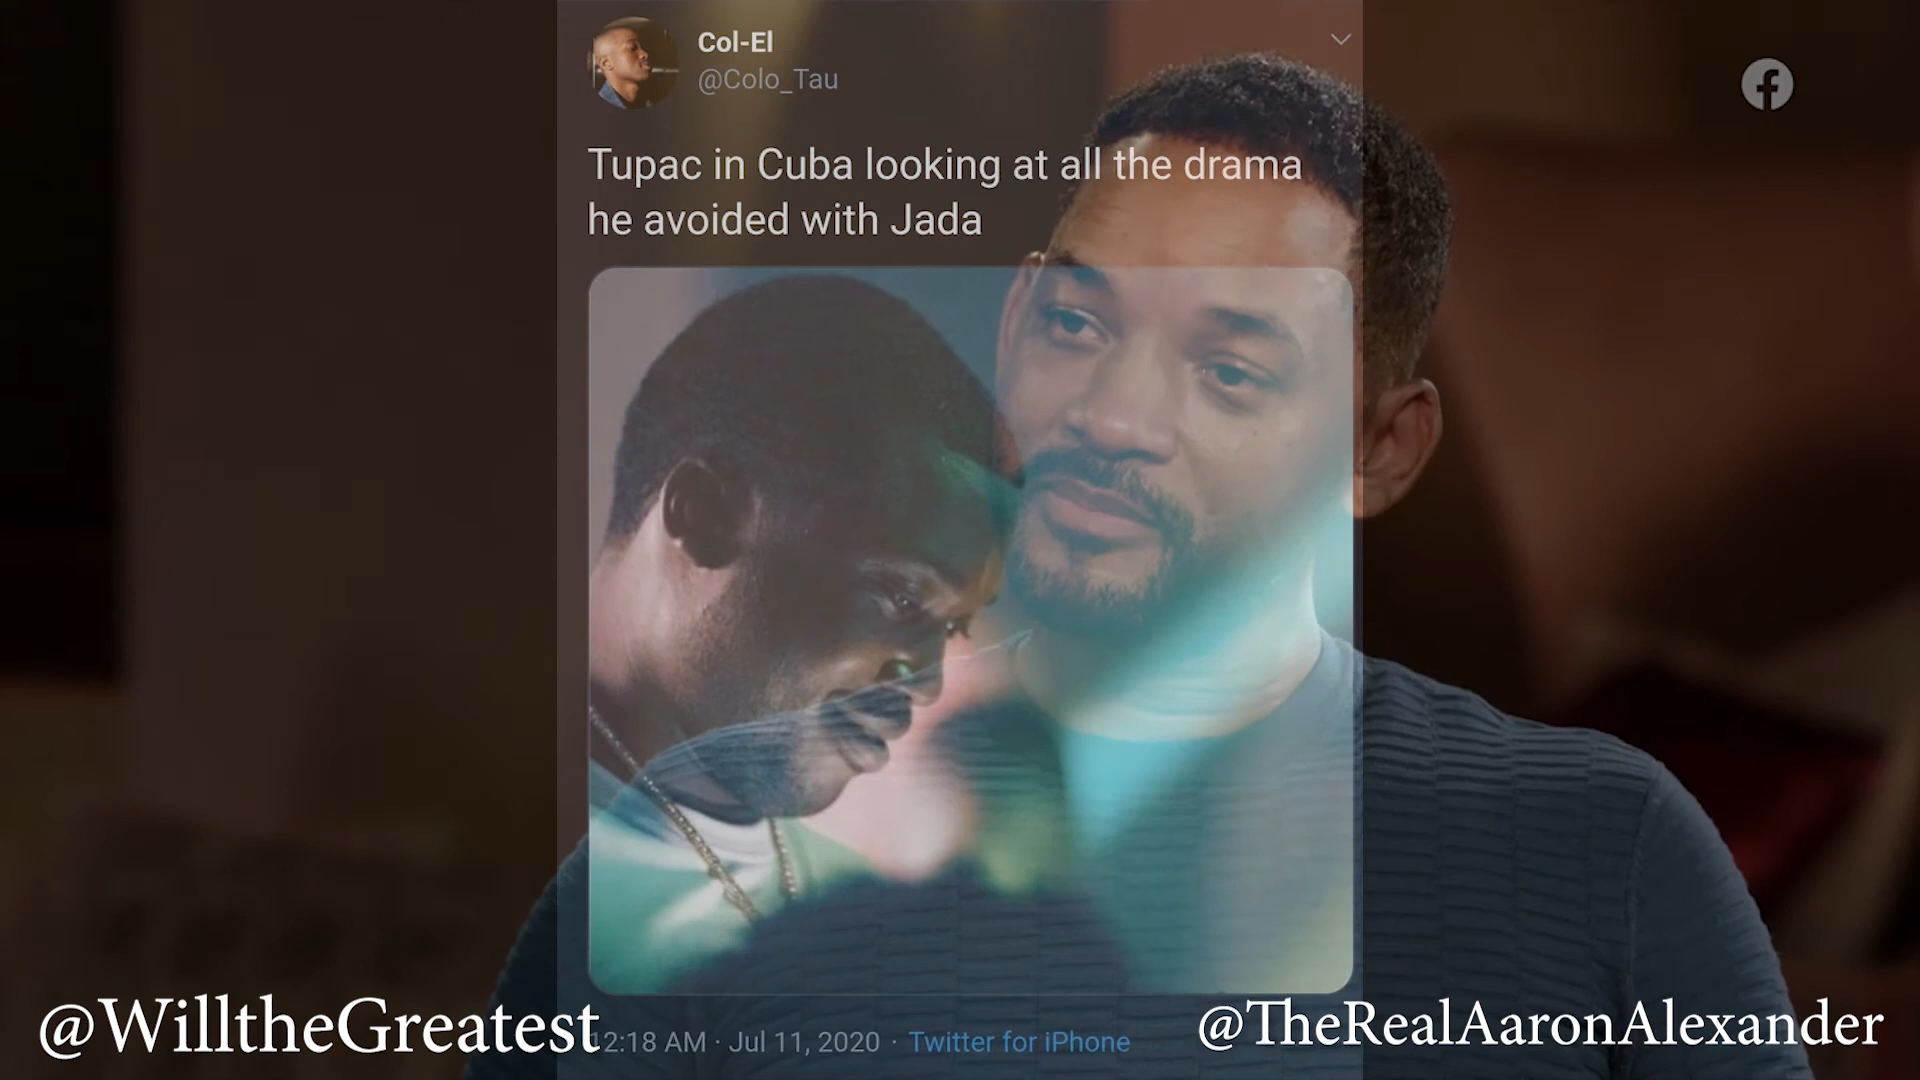 Col-El
@Colo_Tau
Tupac in Cuba looking at all the drama
he avoided with Jada
@WilltheGreatest
12:18 AM · Jul 11, 2020 · Twitter for iPhone
@TheRealAaronAlexander